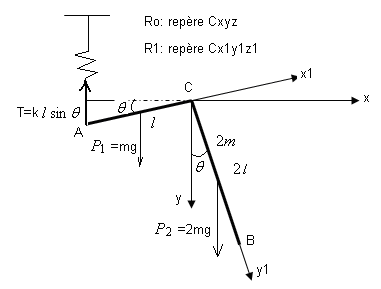 Ro: repère Cxyz
R1: repère Cx1y1z1
x1
C
x
T=k l sin θ
θ
l
A
P₁ =mg
2m
2l
θ
y
P₂ =2mg
B
y1